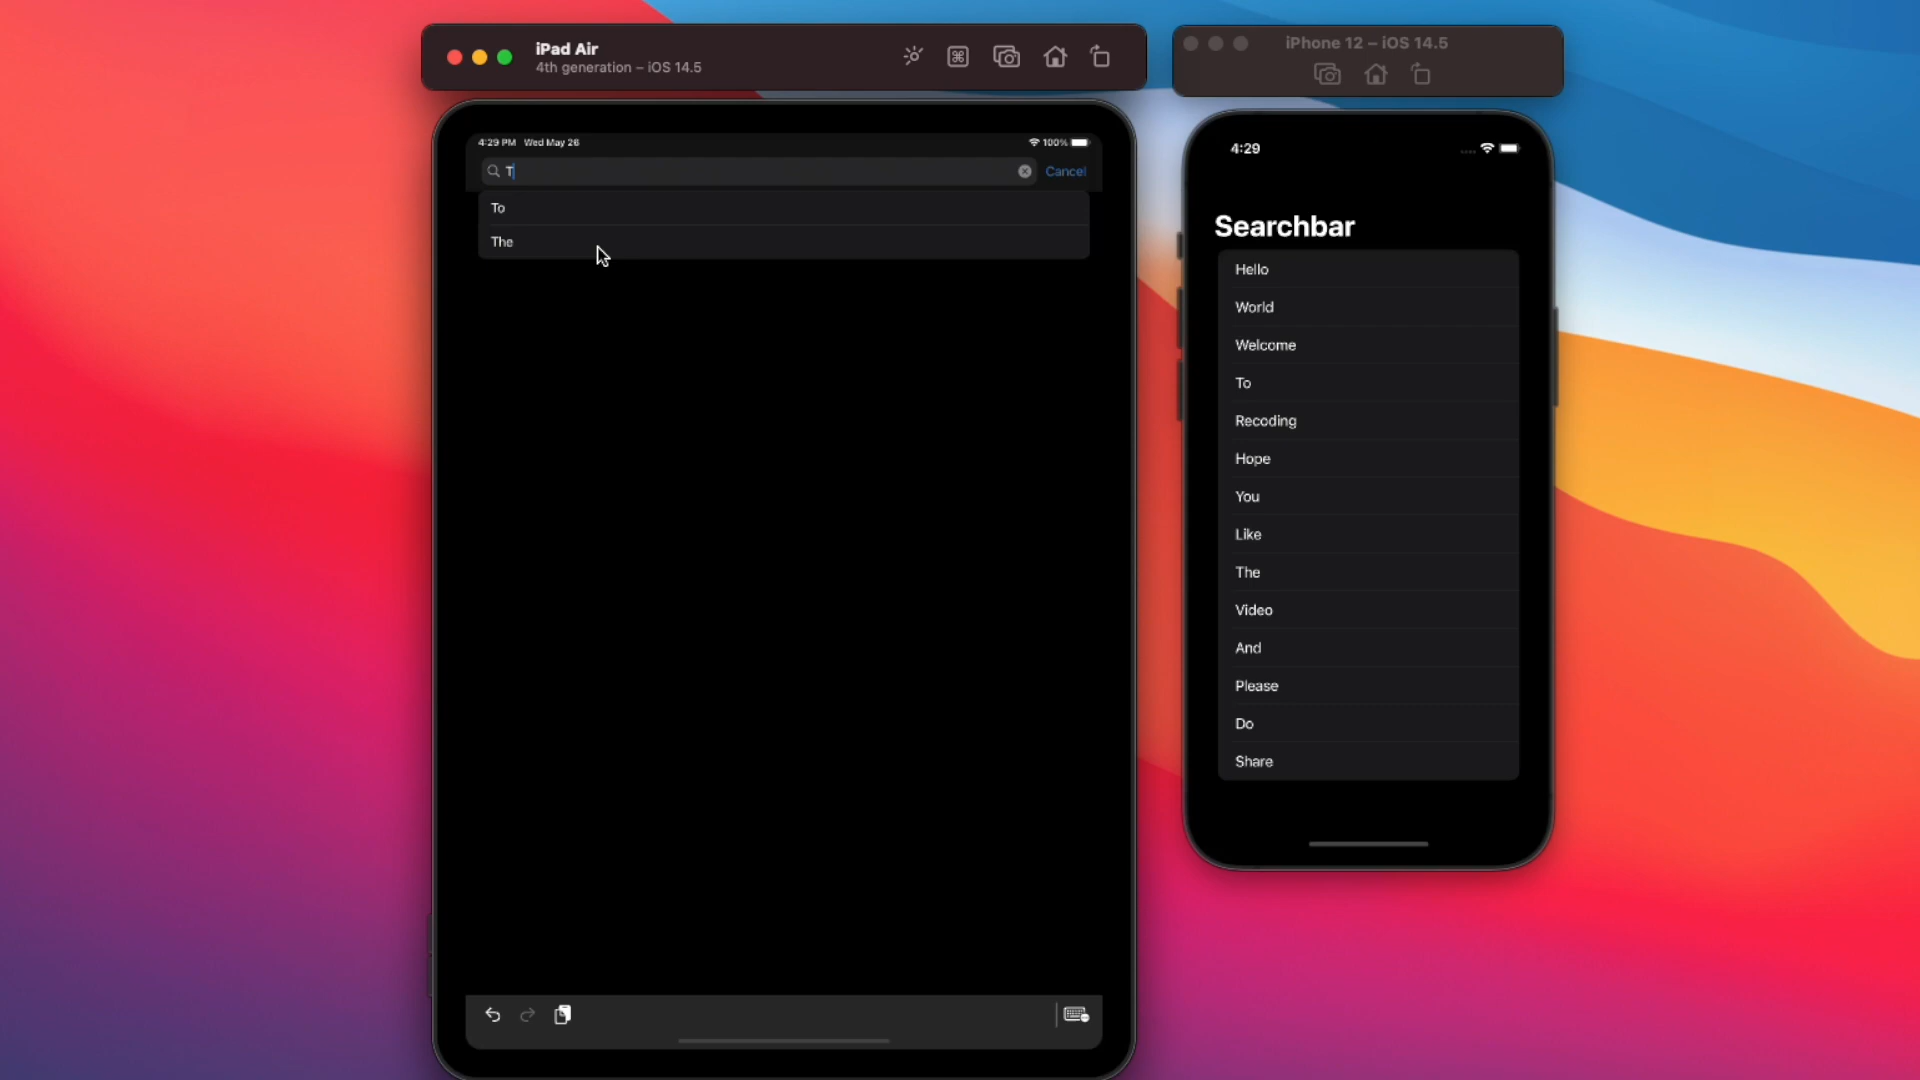 iPad Air
4th generation – iOS 14.5
4:29 PM Wed May 26
100%
T
Cancel
To
The
iPhone 12 – iOS 14.5
4:29
Searchbar
Hello
World
Welcome
To
Recoding
Hope
You
Like
The
Video
And
Please
Do
Share